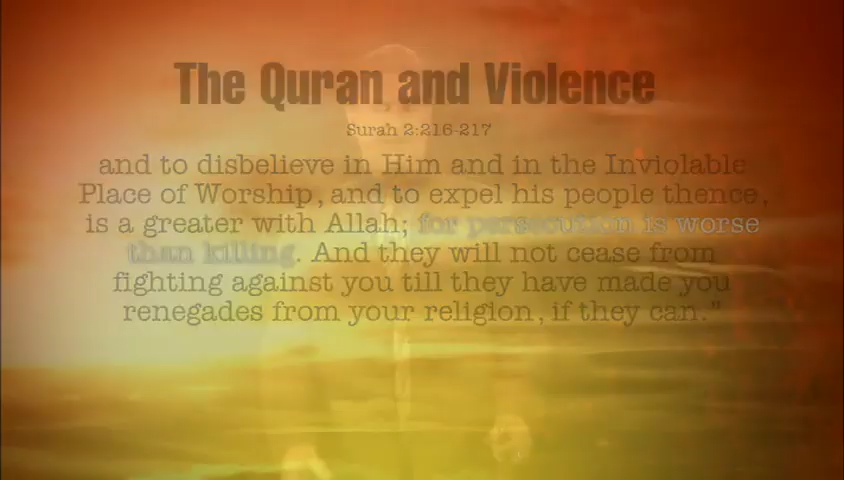 The Quran and Violence
Surah 2:216-217
and to disbelieve in Him and in the Inviolable
Place of Worship, and to expel his people thence,
is a greater with Allah; for persecution is worse
than killing. And they will not cease from
fighting against you till they have made you
renegades from your religion, if they can."